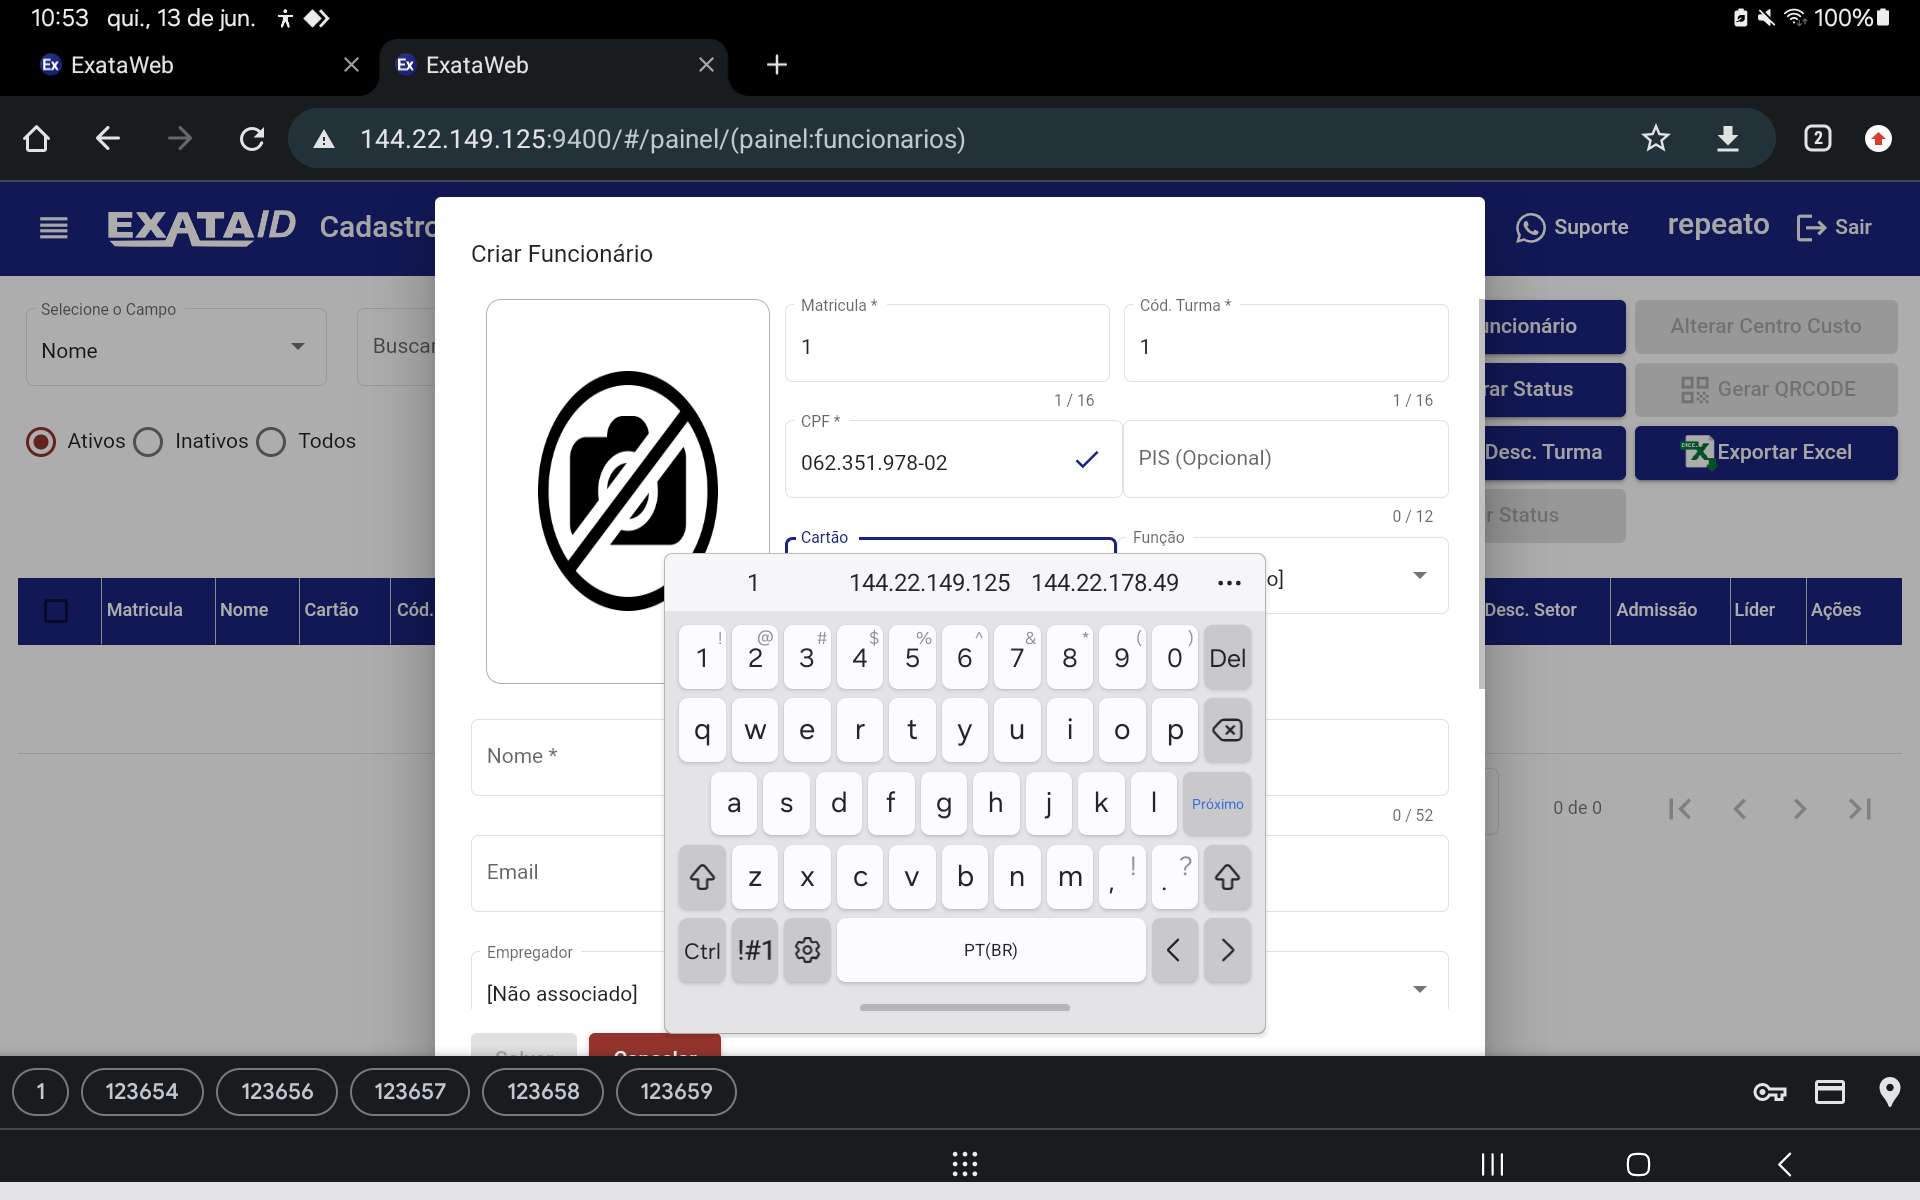 10:53 qui., 13 de jun. 100%
Ex ExataWeb Ex ExataWeb
144.22.149.125:9400/#/painel/(painel:funcionarios) 2
EXATA/ID Cadastro Suporte repeato Sair
Criar Funcionário
Selecione o Campo
Nome
Buscar
Ativos Inativos Todos
Matricula *
1
1 / 16
Cód. Turma *
1
1 / 16
CPF *
062.351.978-02
PIS (Opcional)
0 / 12
Cartão
Função
o]
uncionário Alterar Centro Custo
rar Status Gerar QRCODE
Desc. Turma Exportar Excel
r Status
Matricula Nome Cartão Cód. Desc. Setor Admissão Líder Ações
0 de 0
Nome *
0 / 52
Email
Empregador
[Não associado]
Salvar Cancelar
1 144.22.149.125 144.22.178.49 •••
! @ # $ % ^ & * ( )
1 2 3 4 5 6 7 8 9 0 Del
q w e r t y u i o p
a s d f g h j k l Próximo
z x c v b n m , ! . ?
Ctrl !#1 PT(BR) < >
1 123654 123656 123657 123658 123659